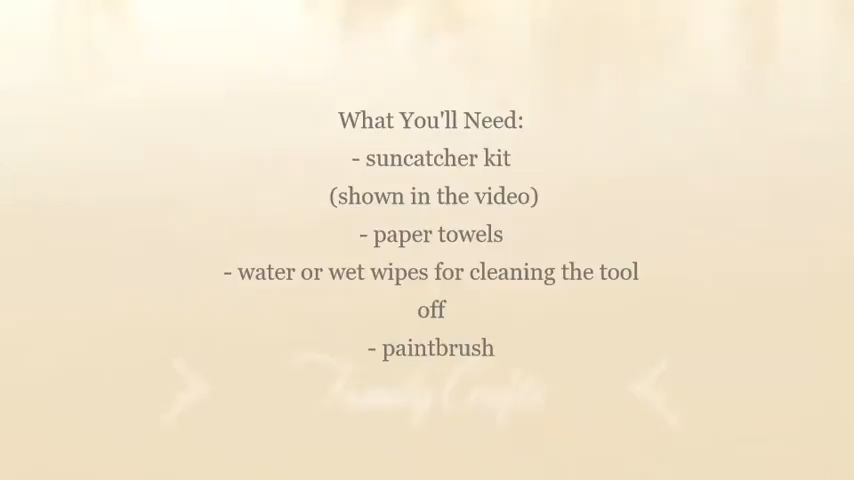 What You'll Need:
- suncatcher kit
(shown in the video)
- paper towels
- water or wet wipes for cleaning the tool
off
- paintbrush